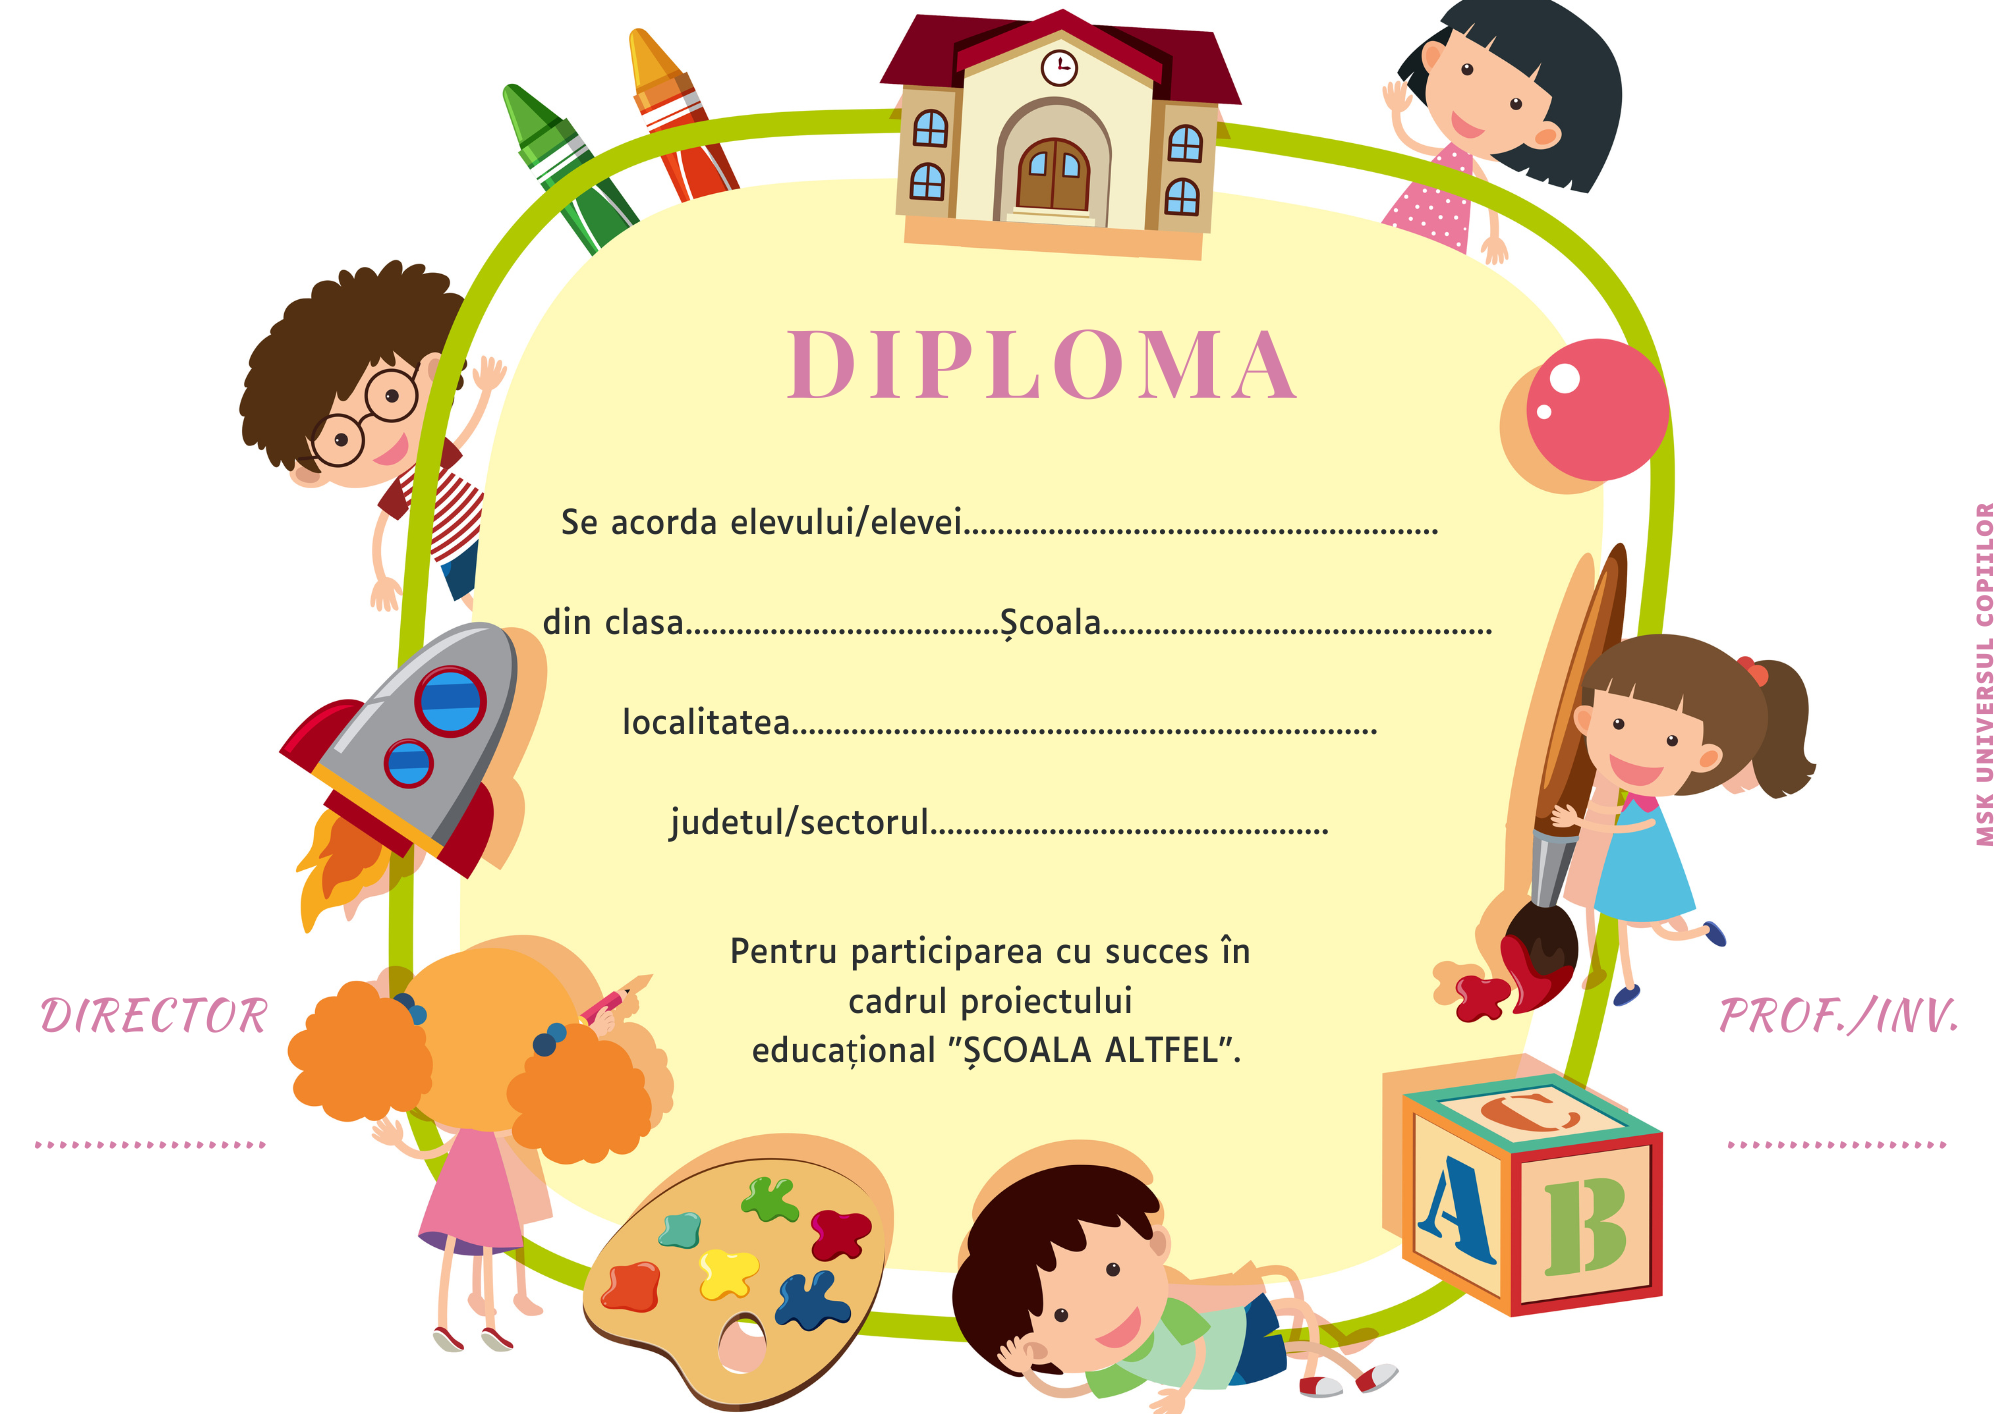 DIPLOMA
Se acorda elevului/elevei.......................................................
din clasa....................................Școala.............................................
localitatea....................................................................
judetul/sectorul..............................................
Pentru participarea cu succes în
cadrul proiectului
educațional ”ȘCOALA ALTFEL”.
DIRECTOR
...................
PROF./INV.
..................
MSK UNIVERSUL COPIILOR
C
A
B